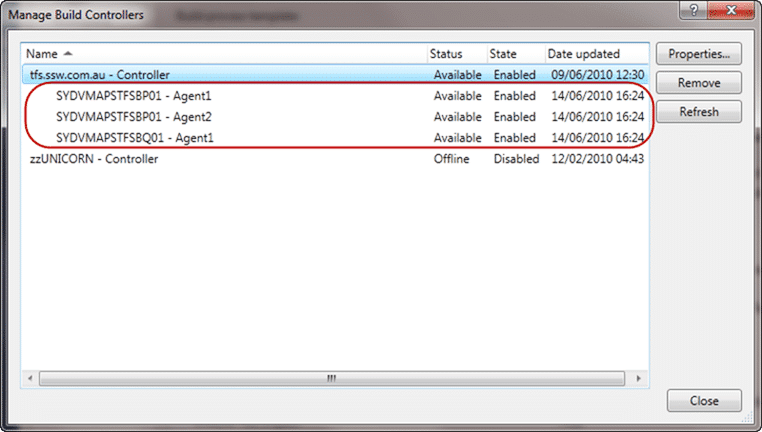 Manage Build Controllers
Build process template
Name Status State Date updated
tfs.ssw.com.au - Controller Available Enabled 09/06/2010 12:30
SYDVMAPSTFSBP01 - Agent1 Available Enabled 14/06/2010 16:24
SYDVMAPSTFSBP01 - Agent2 Available Enabled 14/06/2010 16:24
SYDVMAPSTFSBQ01 - Agent1 Available Enabled 14/06/2010 16:24
zzUNICORN - Controller Offline Disabled 12/02/2010 04:43
Properties...
Remove
Refresh
Close